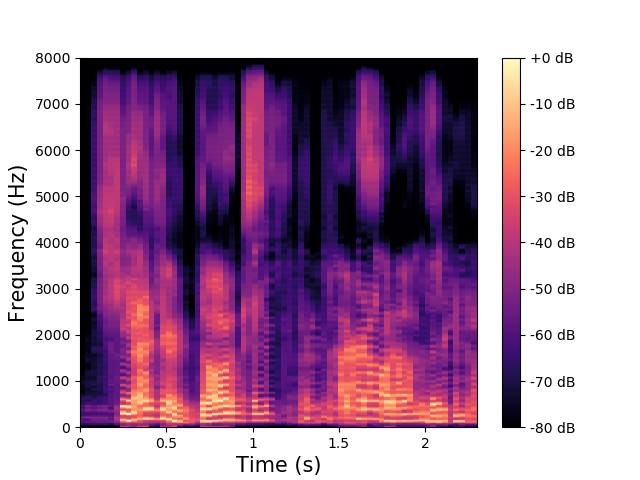 8000
7000
6000
5000
4000
3000
2000
1000
0
Frequency (Hz)
0
0.5
1
1.5
2
Time (s)
+0 dB
-10 dB
-20 dB
-30 dB
-40 dB
-50 dB
-60 dB
-70 dB
-80 dB